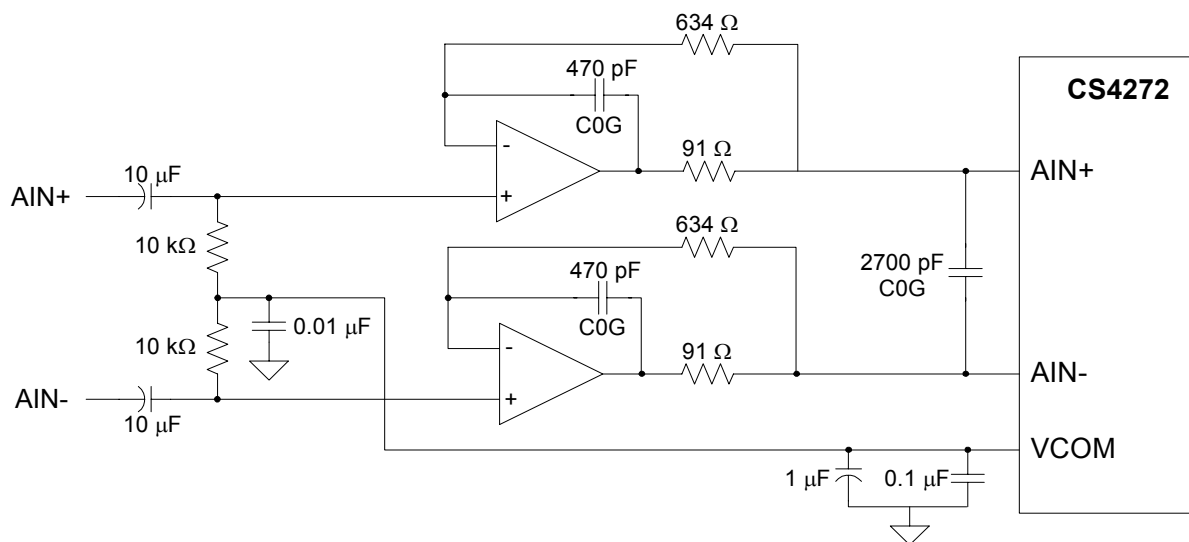 634 Ω
470 pF
C0G
-
+
91 Ω
10 µF
AIN+
10 kΩ
0.01 µF
10 kΩ
AIN-
10 µF
634 Ω
470 pF
C0G
-
+
91 Ω
2700 pF
C0G
CS4272
AIN+
AIN-
VCOM
1 µF
0.1 µF